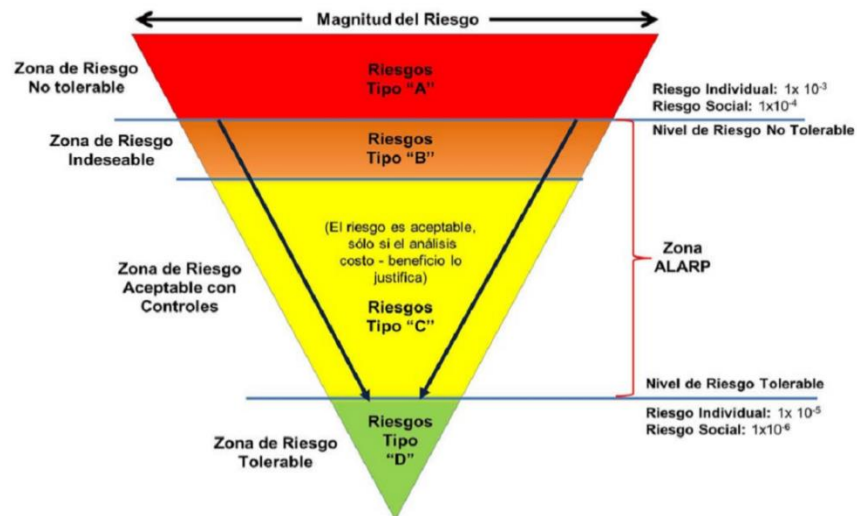 Magnitud del Riesgo
Zona de Riesgo
No tolerable
Riesgos
Tipo “A”
Riesgo Individual: 1x 10⁻³
Riesgo Social: 1x10⁻⁴
Nivel de Riesgo No Tolerable
Zona de Riesgo
Indeseable
Riesgos
Tipo “B”
(El riesgo es aceptable,
sólo si el análisis
costo - beneficio lo
justifica)
Zona de Riesgo
Aceptable con
Controles
Riesgos
Tipo “C”
Zona
ALARP
Nivel de Riesgo Tolerable
Riesgo Individual: 1x 10⁻⁵
Riesgo Social: 1x10⁻⁶
Zona de Riesgo
Tolerable
Riesgos
Tipo
“D”